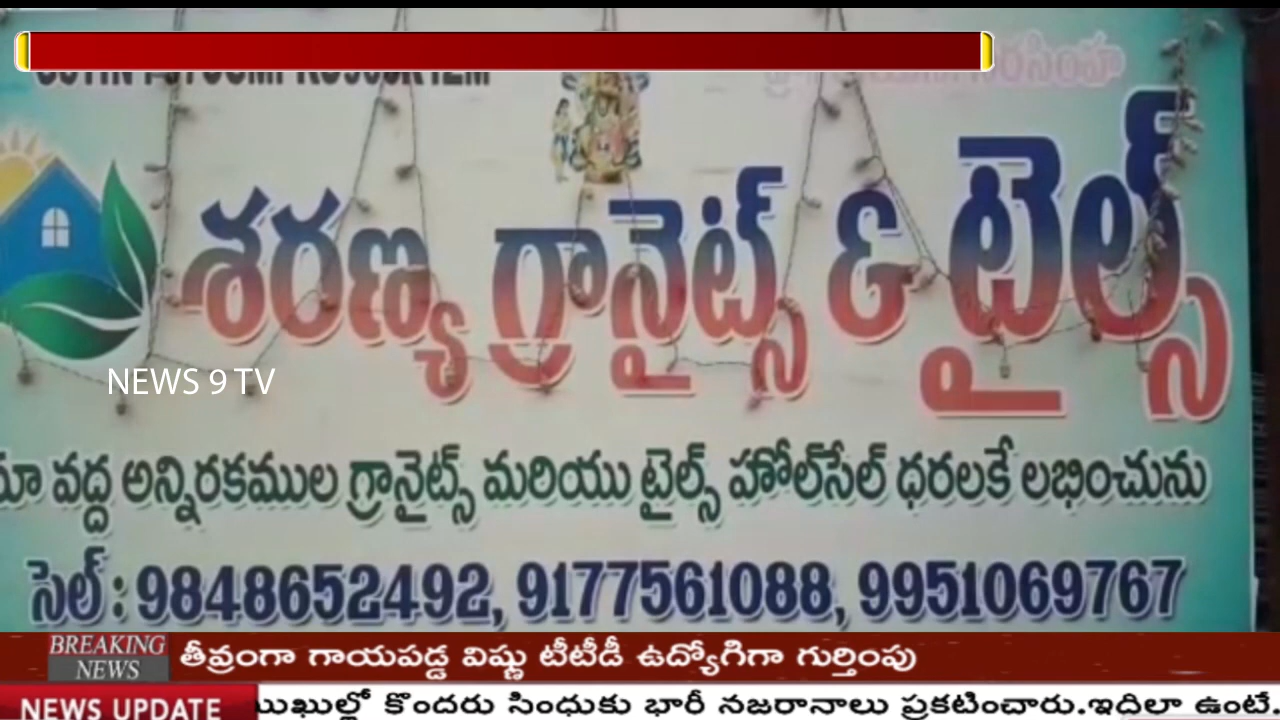 శరణ్య గ్రానైట్స్ & టైల్స్
NEWS 9 TV
మా వద్ద అన్నిరకముల గ్రానైట్స్ మరియు టైల్స్ హోల్‌సేల్ ధరలకే లభించును
సెల్ : 9848652492, 9177561088, 9951069767
BREAKING NEWS తీవ్రంగా గాయపడ్డ విష్ణు టీటీడీ ఉద్యోగిగా గుర్తింపు
NEWS UPDATE కొందరు సింధుకు భారీ నజరానాలు ప్రకటించారు.ఇదిలా ఉంటే.